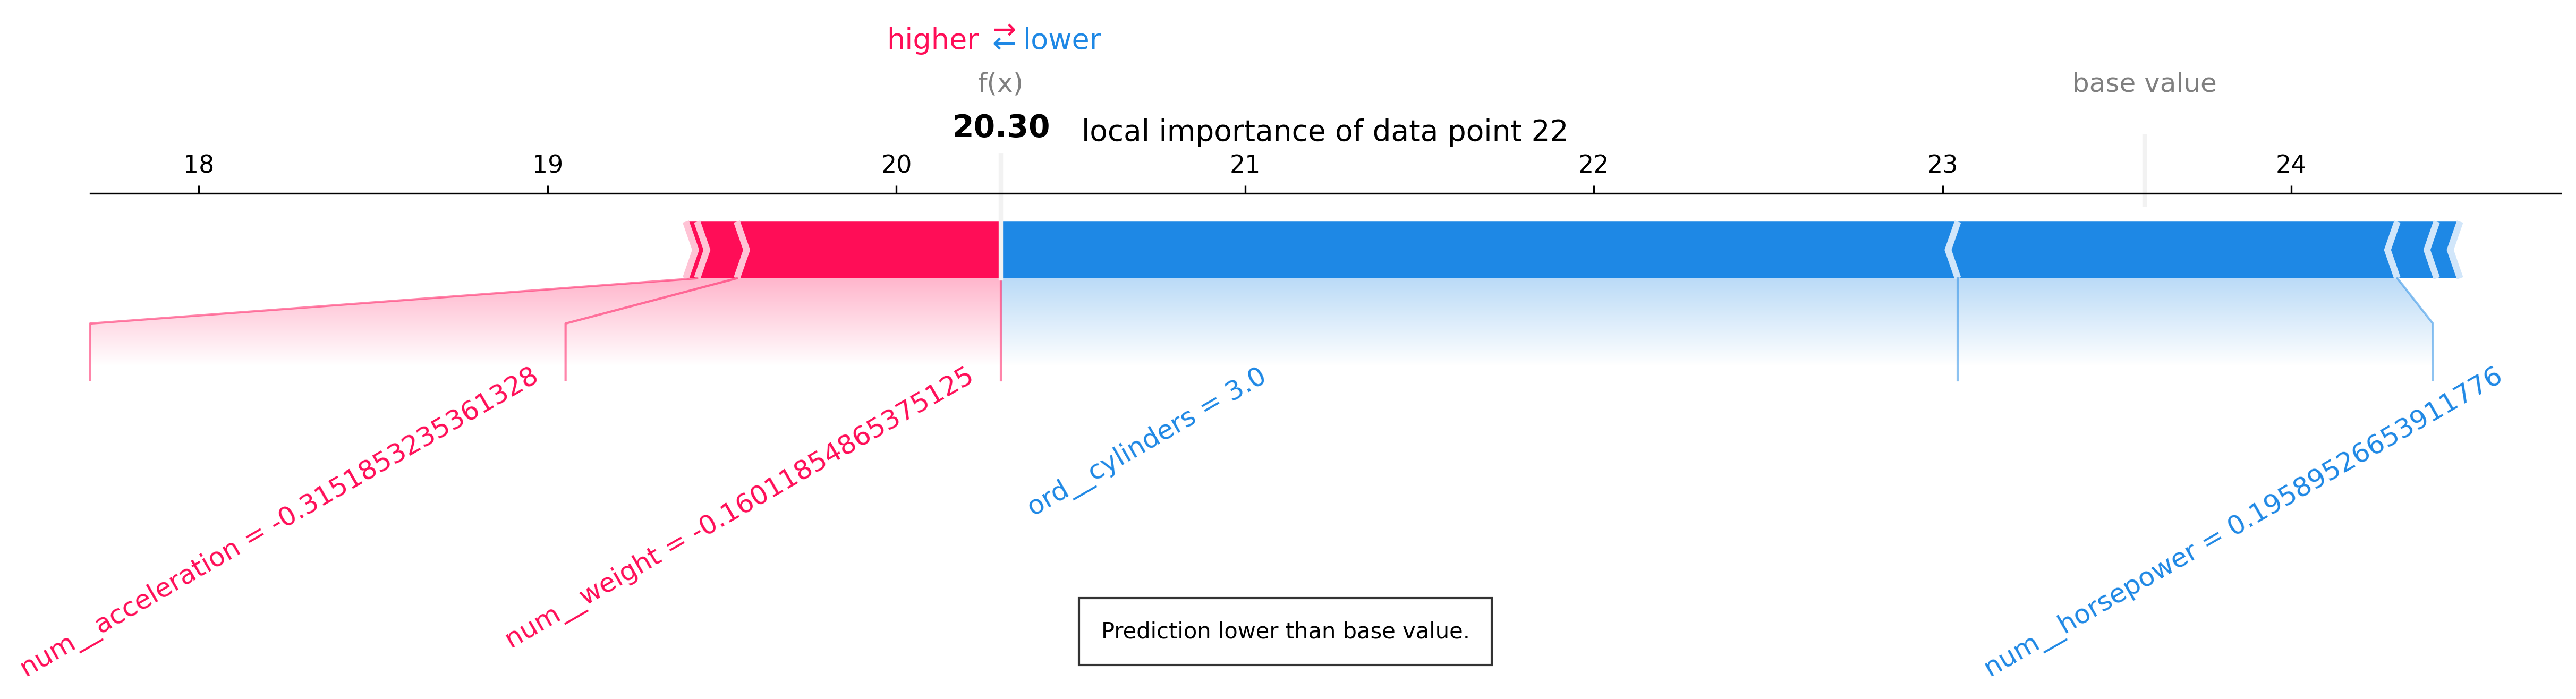 higher ⇄ lower
f(x)
base value
20.30
local importance of data point 22
18 19 20 21 22 23 24
num__acceleration = -0.3151853235361328
num__weight = -0.16011854865375125
ord__cylinders = 3.0
num__horsepower = 0.19589526653911776
Prediction lower than base value.